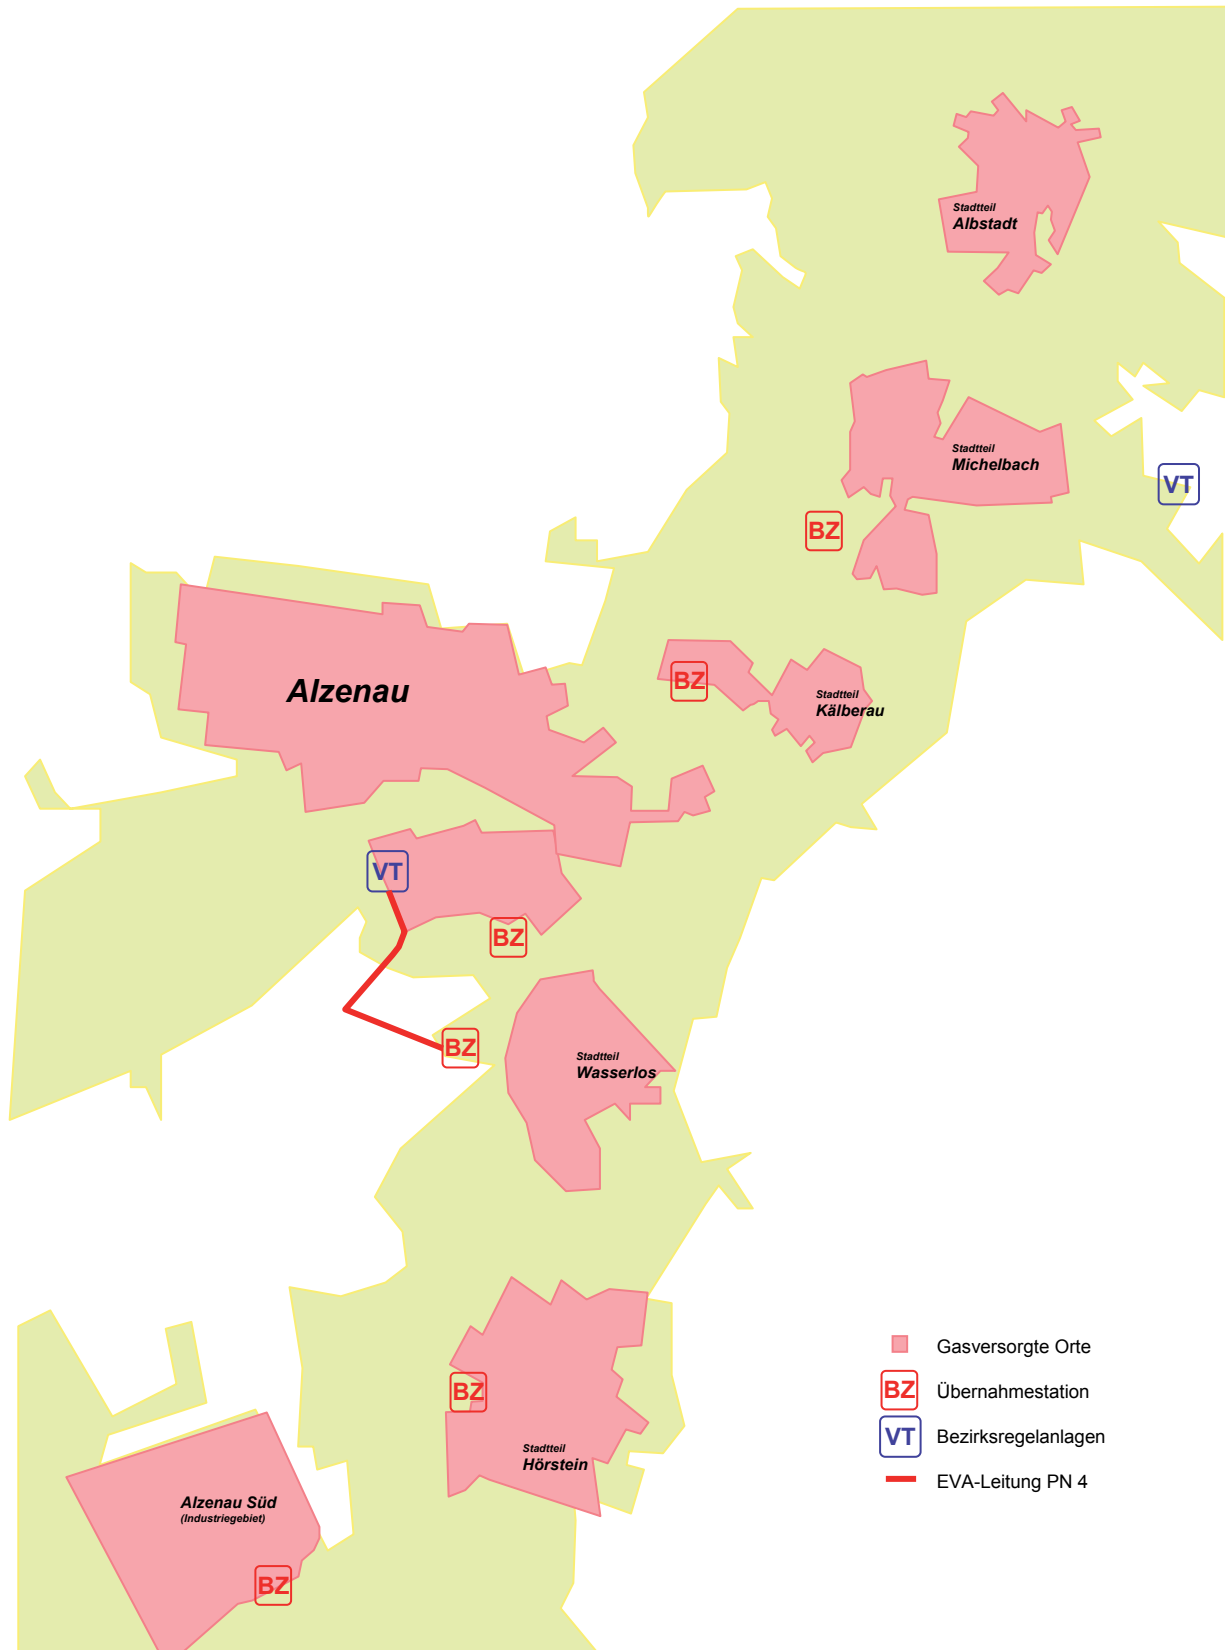 Stadtteil
Albstadt
Stadtteil
Michelbach
VT
BZ
Alzenau
BZ
Stadtteil
Kälberau
VT
BZ
BZ
Stadtteil
Wasserlos
BZ
Stadtteil
Hörstein
Alzenau Süd
(Industriegebiet)
BZ
Gasversorgte Orte
BZ Übernahmestation
VT Bezirksregelanlagen
EVA-Leitung PN 4